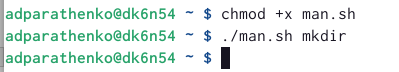 adparathenko@dk6n54 ~ $ chmod +x man.sh
adparathenko@dk6n54 ~ $ ./man.sh mkdir
adparathenko@dk6n54 ~ $